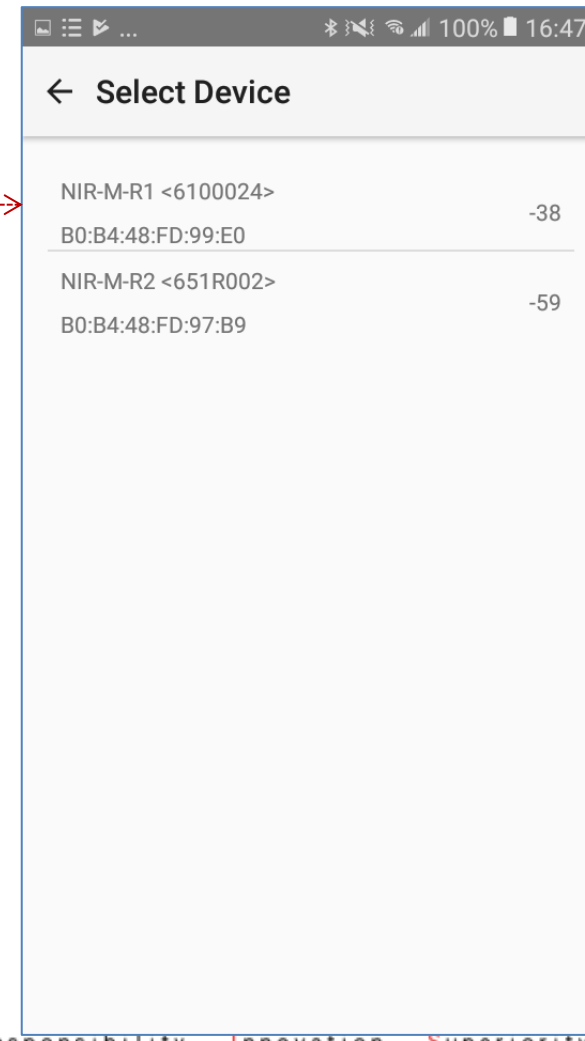 ... 100% 16:47
Select Device
NIR-M-R1 <6100024>
-38
B0:B4:48:FD:99:E0
NIR-M-R2 <651R002>
-59
B0:B4:48:FD:97:B9